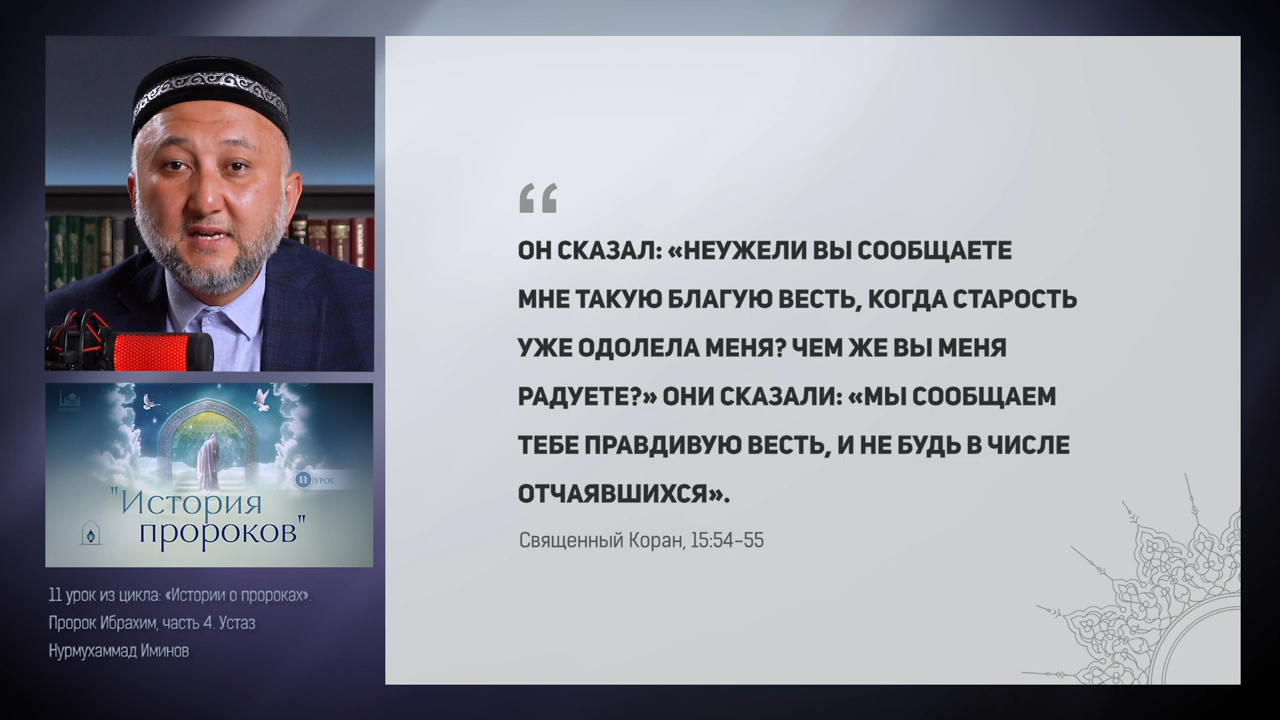 11 УРОК
"История
пророков"
11 урок из цикла: «Истории о пророках».
Пророк Ибрахим, часть 4. Устаз
Нурмухаммад Иминов
“
ОН СКАЗАЛ: «НЕУЖЕЛИ ВЫ СООБЩАЕТЕ
МНЕ ТАКУЮ БЛАГУЮ ВЕСТЬ, КОГДА СТАРОСТЬ
УЖЕ ОДОЛЕЛА МЕНЯ? ЧЕМ ЖЕ ВЫ МЕНЯ
РАДУЕТЕ?» ОНИ СКАЗАЛИ: «МЫ СООБЩАЕМ
ТЕБЕ ПРАВДИВУЮ ВЕСТЬ, И НЕ БУДЬ В ЧИСЛЕ
ОТЧАЯВШИХСЯ».
Священный Коран, 15:54-55